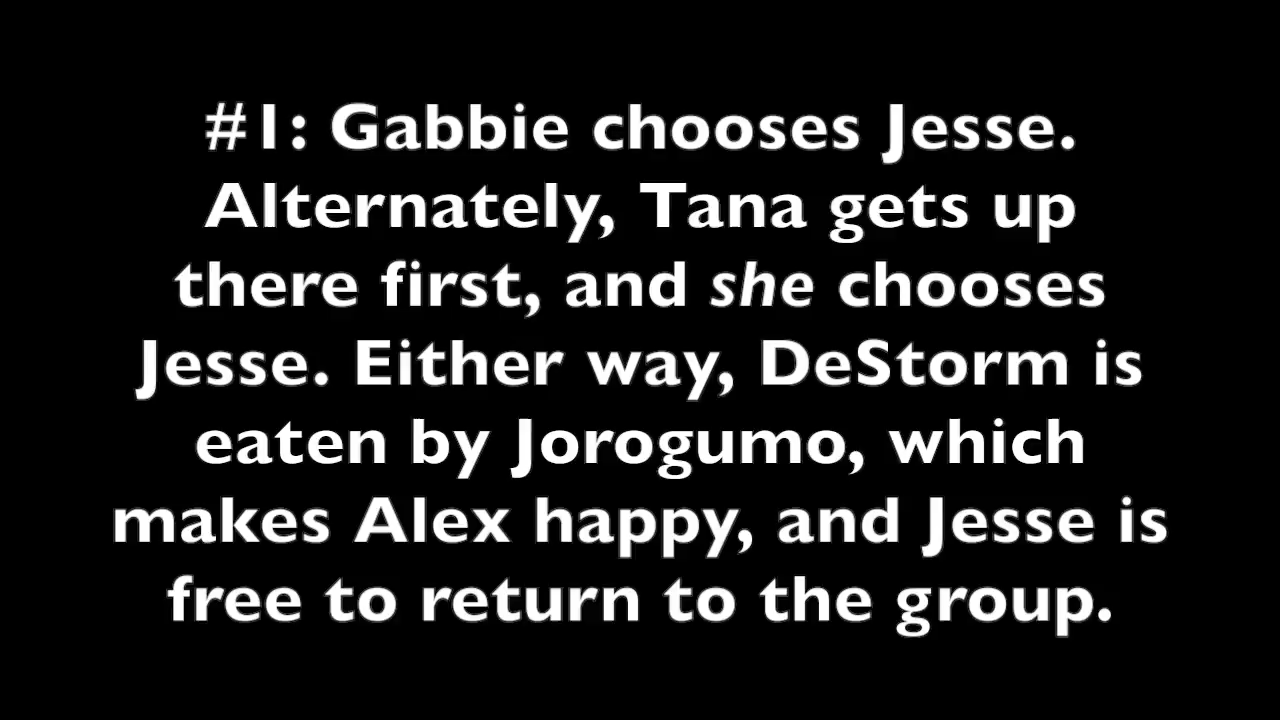 #1: Gabbie chooses Jesse.
Alternately, Tana gets up
there first, and she chooses
Jesse. Either way, DeStorm is
eaten by Jorogumo, which
makes Alex happy, and Jesse is
free to return to the group.